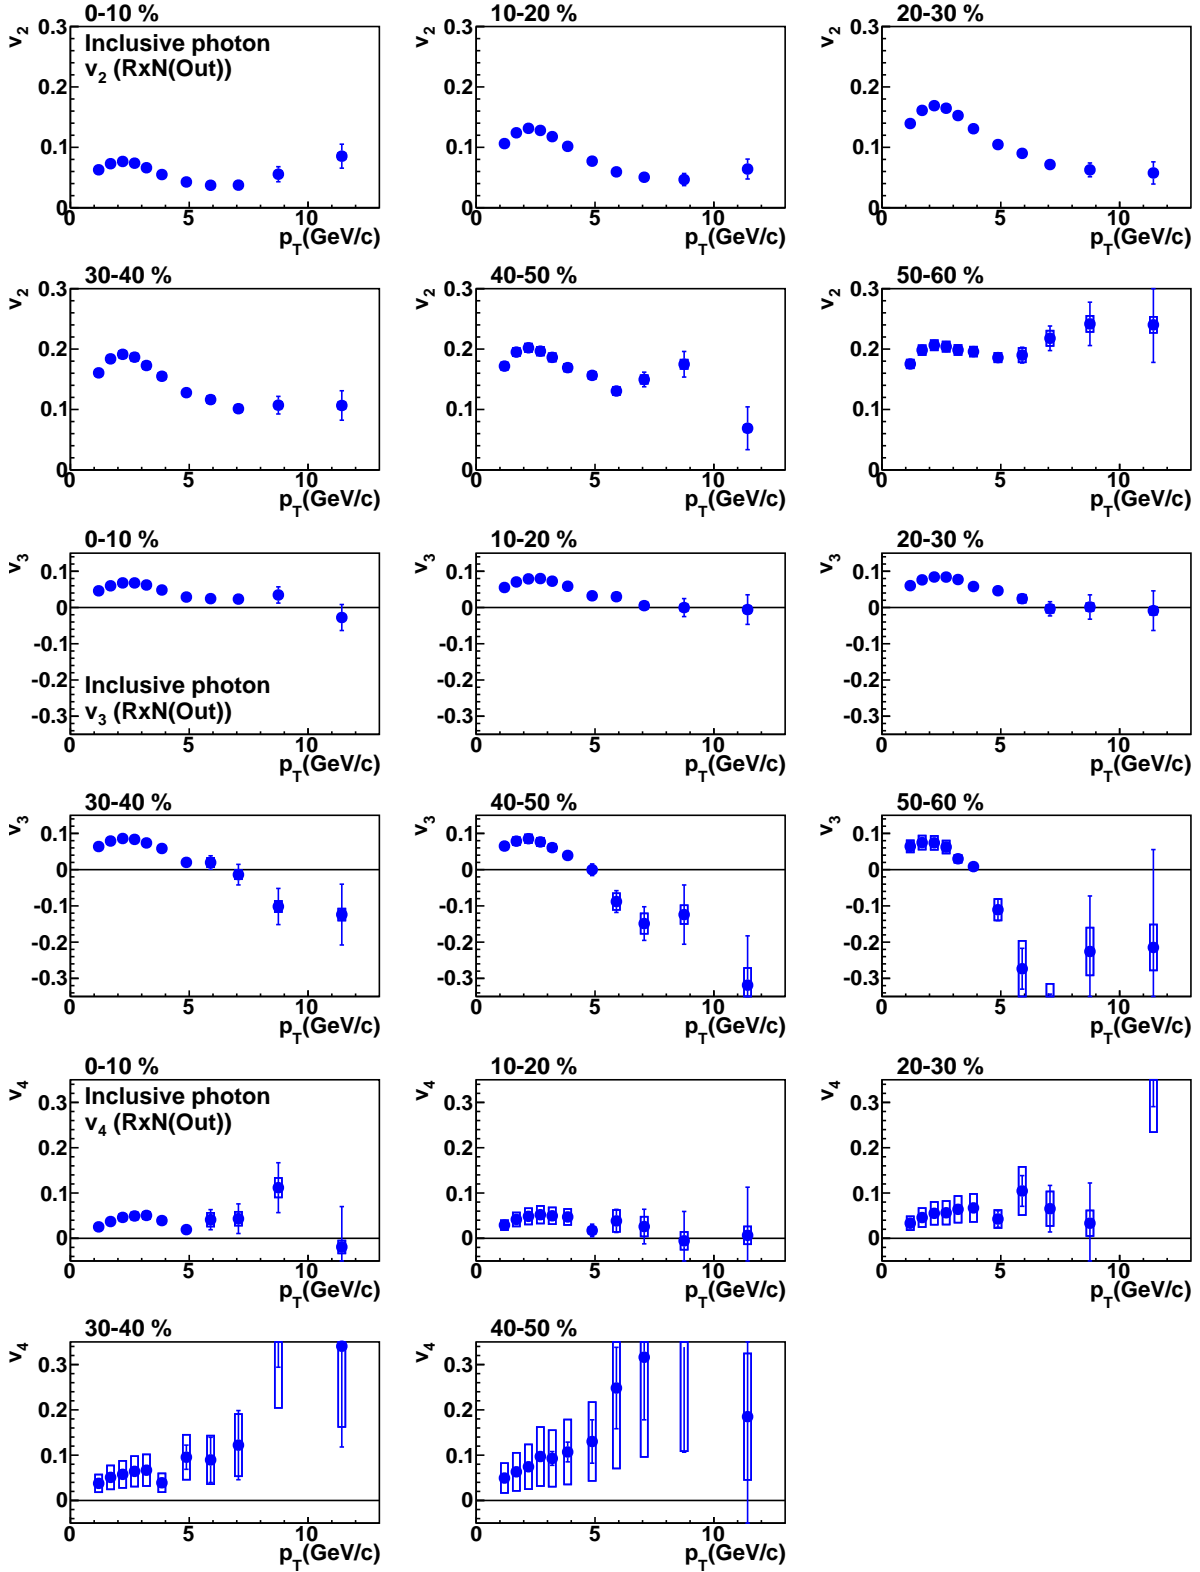 0-10 %
10-20 %
20-30 %
v2
0.3
0.2
0.1
0
Inclusive photon
v2 (RxN(Out))
0 5 10
pT(GeV/c)
v2
0.3
0.2
0.1
0
0 5 10
pT(GeV/c)
v2
0.3
0.2
0.1
0
0 5 10
pT(GeV/c)
30-40 %
40-50 %
50-60 %
v2
0.3
0.2
0.1
0
0 5 10
pT(GeV/c)
v2
0.3
0.2
0.1
0
0 5 10
pT(GeV/c)
v2
0.3
0.2
0.1
0
0 5 10
pT(GeV/c)
0-10 %
10-20 %
20-30 %
v3
0.1
0
-0.1
-0.2
-0.3
Inclusive photon
v3 (RxN(Out))
0 5 10
pT(GeV/c)
v3
0.1
0
-0.1
-0.2
-0.3
0 5 10
pT(GeV/c)
v3
0.1
0
-0.1
-0.2
-0.3
0 5 10
pT(GeV/c)
30-40 %
40-50 %
50-60 %
v3
0.1
0
-0.1
-0.2
-0.3
0 5 10
pT(GeV/c)
v3
0.1
0
-0.1
-0.2
-0.3
0 5 10
pT(GeV/c)
v3
0.1
0
-0.1
-0.2
-0.3
0 5 10
pT(GeV/c)
0-10 %
10-20 %
20-30 %
v4
0.3
0.2
0.1
0
Inclusive photon
v4 (RxN(Out))
0 5 10
pT(GeV/c)
v4
0.3
0.2
0.1
0
0 5 10
pT(GeV/c)
v4
0.3
0.2
0.1
0
0 5 10
pT(GeV/c)
30-40 %
40-50 %
v4
0.3
0.2
0.1
0
0 5 10
pT(GeV/c)
v4
0.3
0.2
0.1
0
0 5 10
pT(GeV/c)